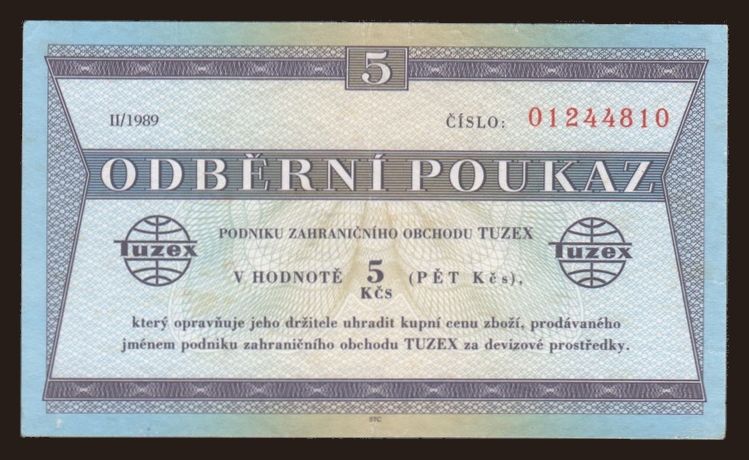 5
II/1989 ČÍSLO: 01244810
ODBĚRNÍ POUKAZ
Tuzex
PODNIKU ZAHRANIČNÍHO OBCHODU TUZEX
Tuzex
V HODNOTĚ 5 Kčs (PĚT Kčs),
který opravňuje jeho držitele uhradit kupní cenu zboží, prodávaného
jménem podniku zahraničního obchodu TUZEX za devizové prostředky.
STC